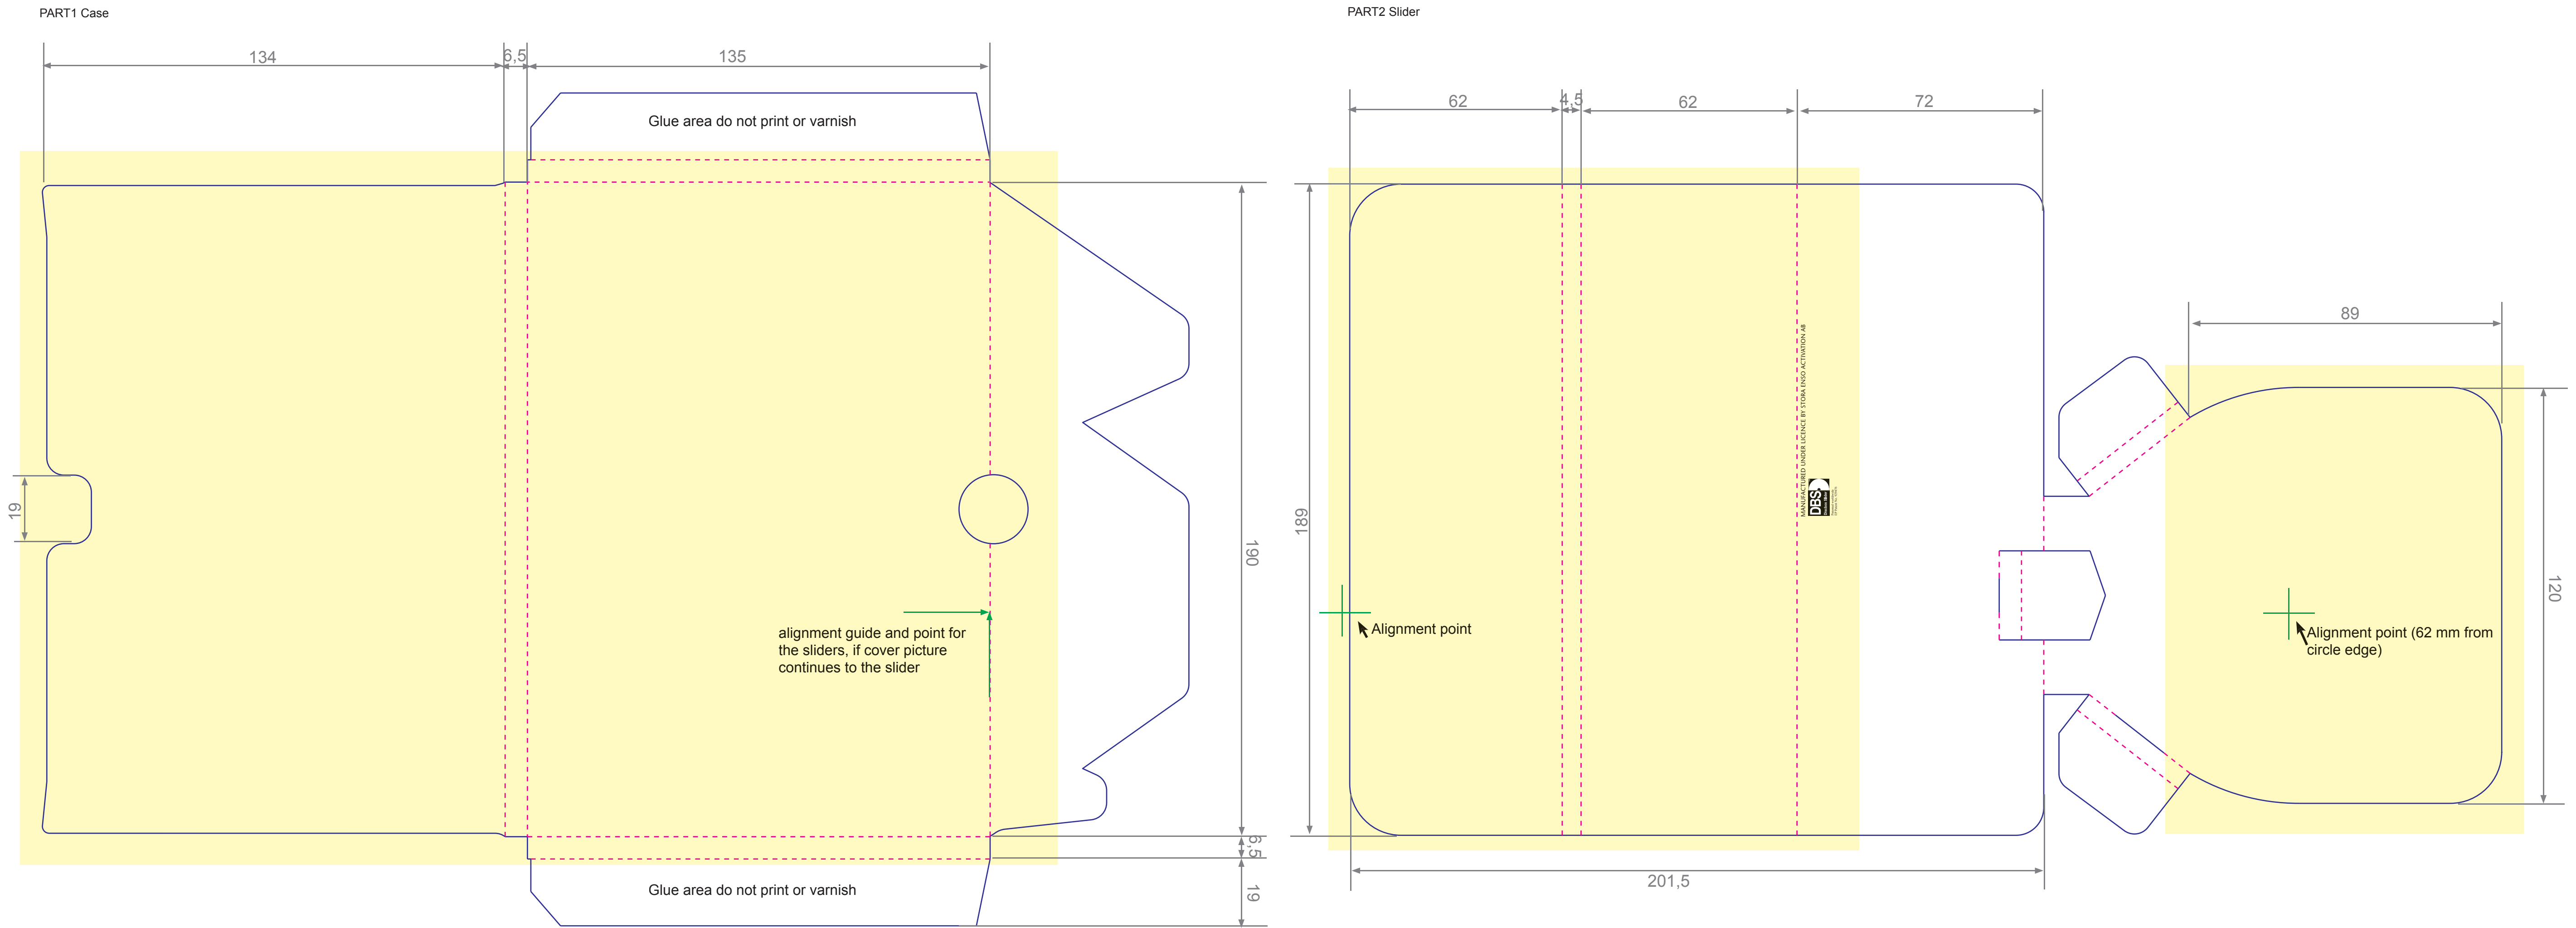 PART1 Case
PART2 Slider
134
6,5
135
62
4,5
62
72
Glue area do not print or varnish
19
190
189
89
120
MANUFACTURED UNDER LICENCE BY STORA ENSO ACTIVATION AB
DBS
alignment guide and point for
the sliders, if cover picture
continues to the slider
Alignment point
Alignment point (62 mm from
circle edge)
6,5
Glue area do not print or varnish
19
201,5